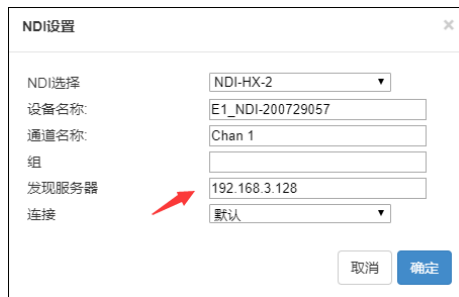 NDI设置 ×
NDI选择 NDI-HX-2
设备名称: E1_NDI-200729057
通道名称: Chan 1
组
发现服务器 192.168.3.128
连接 默认
取消 确定